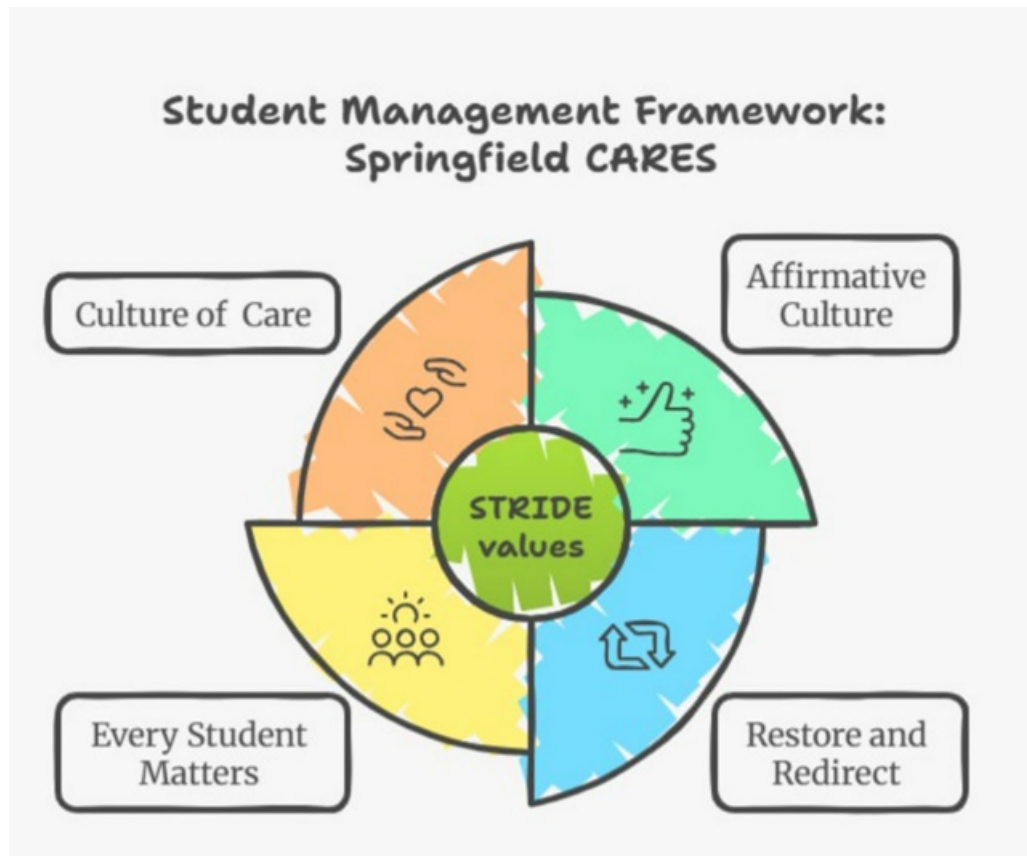 Student Management Framework:
Springfield CARES
Culture of Care
Affirmative
Culture
STRIDE
values
Every Student
Matters
Restore and
Redirect